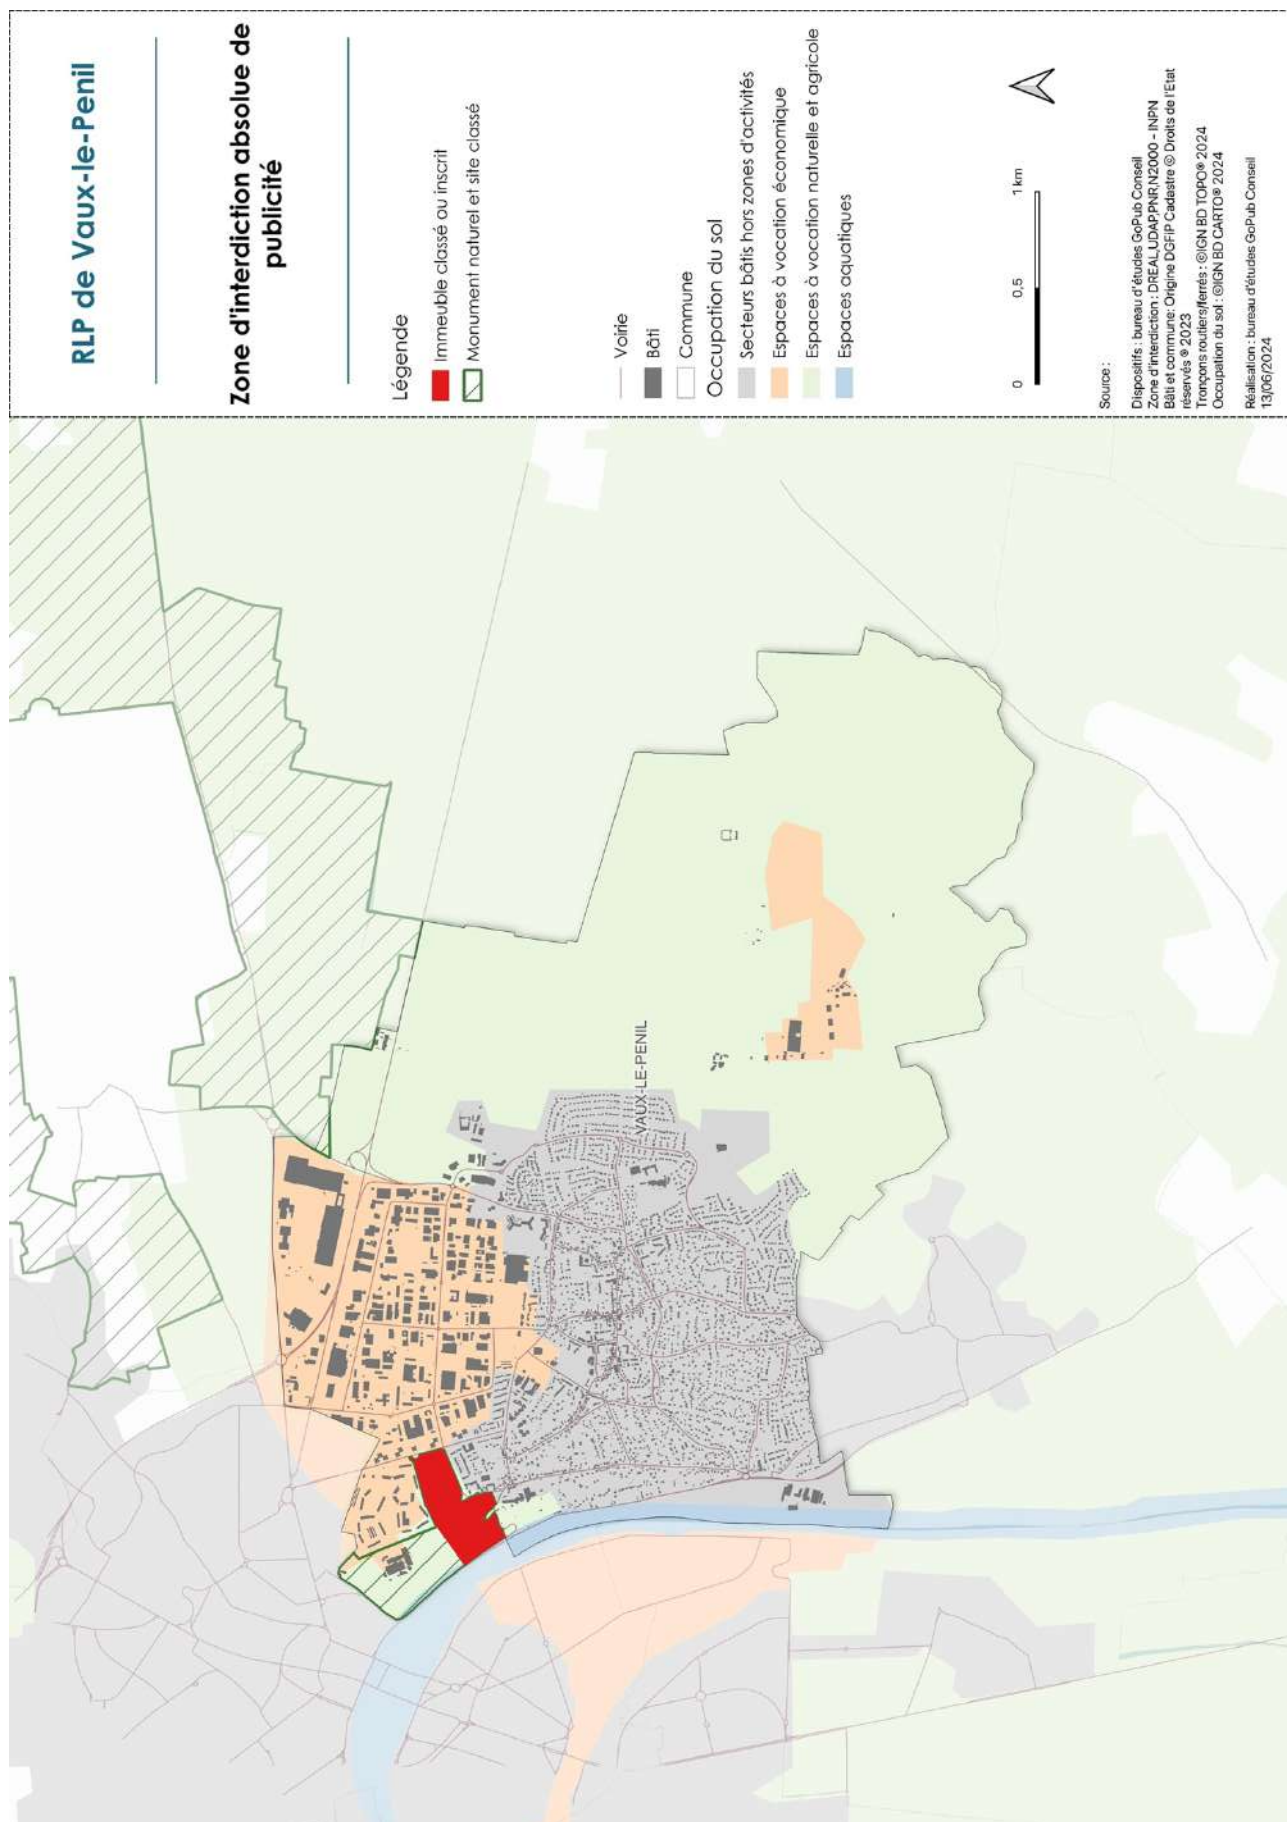 RLP de Vaux-le-Penil
Zone d'interdiction absolue de
publicité
Légende
Immeuble classé ou inscrit
Monument naturel et site classé
Voirie
Bâti
Commune
Occupation du sol
Secteurs bâtis hors zones d'activités
Espaces à vocation économique
Espaces à vocation naturelle et agricole
Espaces aquatiques
0 0,5 1 km
Source :
Dispositifs : bureau d'études GoPub Conseil
Zone d'interdiction : DREAL,UDAP,PNR,N2000 - INPN
Bâti et commune: Origine DGFiP Cadastre © Droits de l'Etat
réservés ® 2023
Tronçons routiers/ferrés : ©IGN BD TOPO® 2024
Occupation du sol : ©IGN BD CARTO® 2024
Réalisation : bureau d'études GoPub Conseil
13/06/2024
VAUX-LE-PENIL